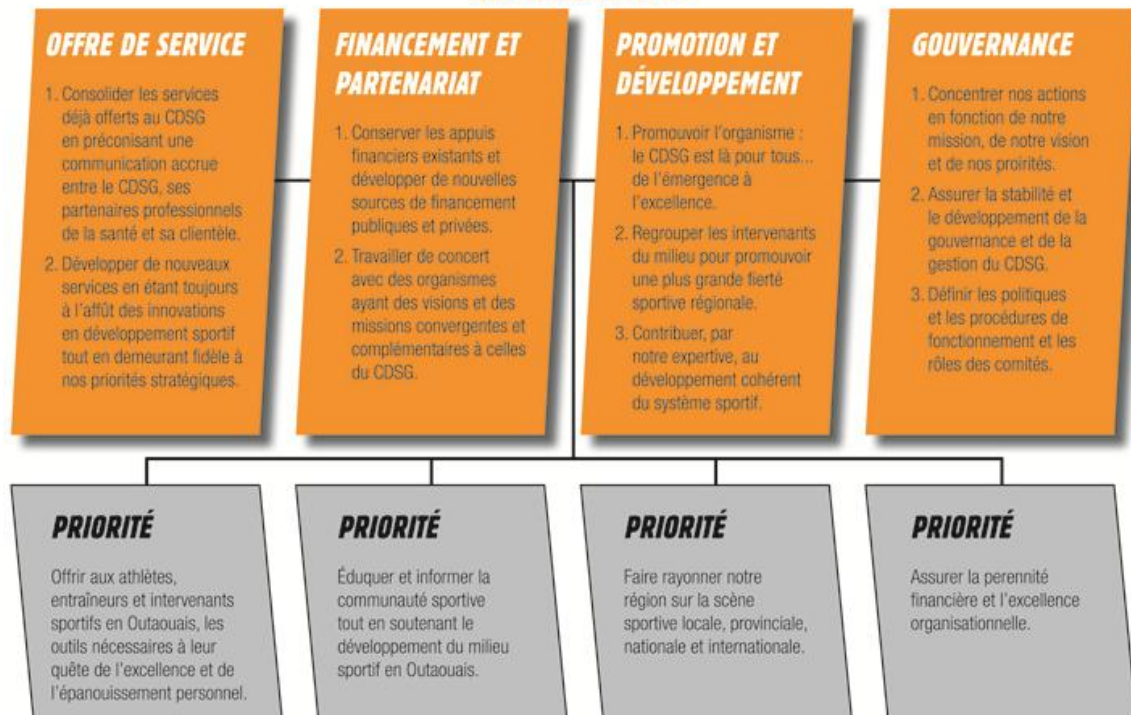 OFFRE DE SERVICE
1. Consolider les services
déjà offerts au CDSG
en préconisant une
communication accrue
entre le CDSG, ses
partenaires professionnels
de la santé et sa clientèle.
2. Développer de nouveaux
services en étant toujours
à l'affût des innovations
en développement sportif
tout en demeurant fidèle à
nos priorités stratégiques.
FINANCEMENT ET
PARTENARIAT
1. Conserver les appuis
financiers existants et
développer de nouvelles
sources de financement
publiques et privées.
2. Travailler de concert
avec des organismes
ayant des visions et des
missions convergentes et
complémentaires à celles
du CDSG.
PROMOTION ET
DÉVELOPPEMENT
1. Promouvoir l'organisme :
le CDSG est là pour tous...
de l'émergence à
l'excellence.
2. Regrouper les intervenants
du milieu pour promouvoir
une plus grande fierté
sportive régionale.
3. Contribuer, par
notre expertive, au
développement cohérent
du système sportif.
GOUVERNANCE
1. Concentrer nos actions
en fonction de notre
mission, de notre vision
et de nos proirités.
2. Assurer la stabilité et
le développement de la
gouvernance et de la
gestion du CDSG.
3. Définir les politiques
et les procédures de
fonctionnement et les
rôles des comités.
PRIORITÉ
Offrir aux athlètes,
entraîneurs et intervenants
sportifs en Outaouais, les
outils nécessaires à leur
quête de l'excellence et de
l'épanouissement personnel.
PRIORITÉ
Éduquer et informer la
communauté sportive
tout en soutenant le
développement du milieu
sportif en Outaouais.
PRIORITÉ
Faire rayonner notre
région sur la scène
sportive locale, provinciale,
nationale et internationale.
PRIORITÉ
Assurer la perennité
financière et l'excellence
organisationnelle.